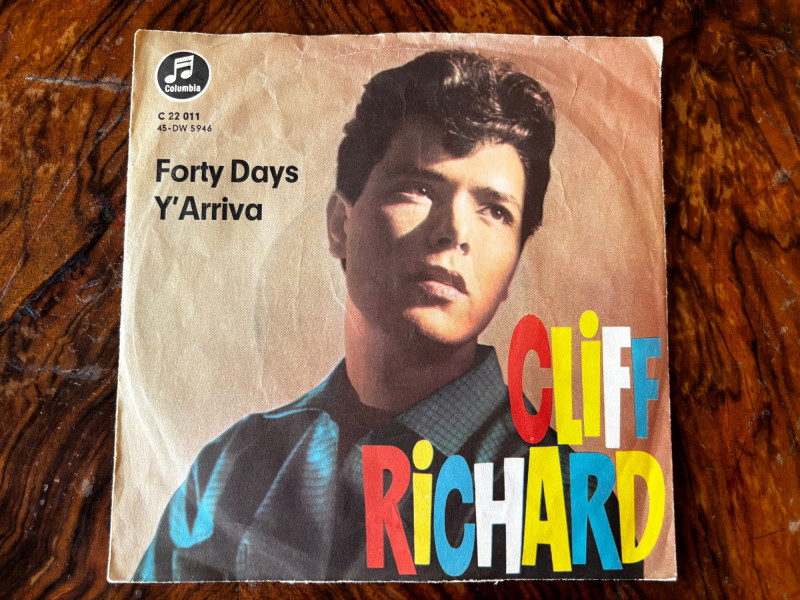 Columbia
C 22 011
45-DW 5946
Forty Days
Y'Arriva
CLiFF
RiCHARD